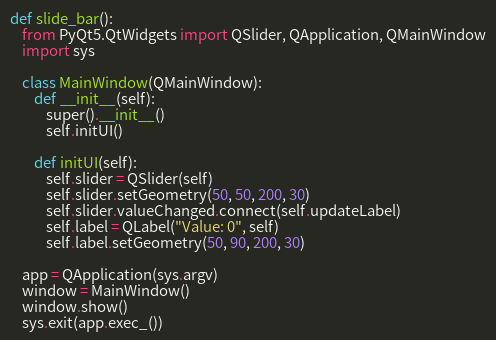 def slide_bar():
    from PyQt5.QtWidgets import QSlider, QApplication, QMainWindow
    import sys

    class MainWindow(QMainWindow):
        def __init__(self):
            super().__init__()
            self.initUI()

        def initUI(self):
            self.slider = QSlider(self)
            self.slider.setGeometry(50, 50, 200, 30)
            self.slider.valueChanged.connect(self.updateLabel)
            self.label = QLabel("Value: 0", self)
            self.label.setGeometry(50, 90, 200, 30)

    app = QApplication(sys.argv)
    window = MainWindow()
    window.show()
    sys.exit(app.exec_())